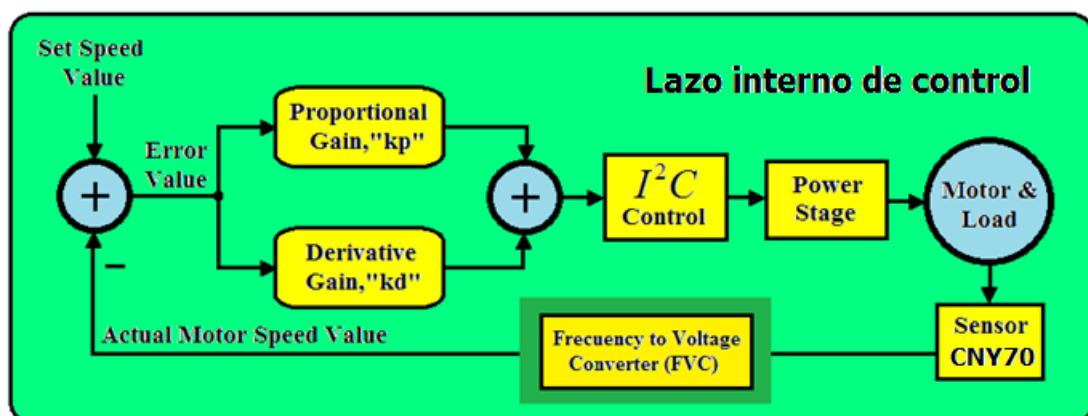 Set Speed
Value
Lazo interno de control
Proportional
Gain,"kp"
Error
Value
+
+
I²C
Control
Power
Stage
Motor &
Load
Derivative
Gain,"kd"
−
Actual Motor Speed Value
Frecuency to Voltage
Converter (FVC)
Sensor
CNY70